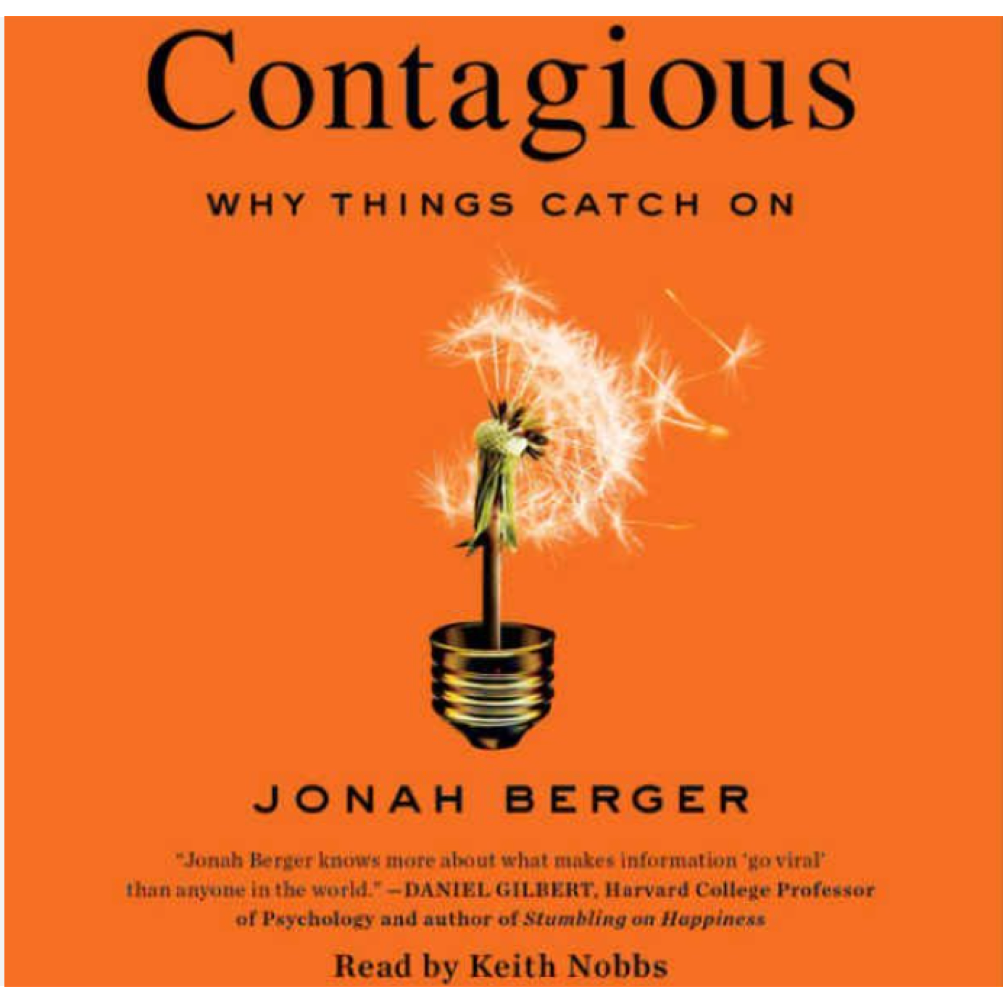 Contagious
WHY THINGS CATCH ON
JONAH BERGER
“Jonah Berger knows more about what makes information ‘go viral’
than anyone in the world.” —DANIEL GILBERT, Harvard College Professor
of Psychology and author of Stumbling on Happiness
Read by Keith Nobbs